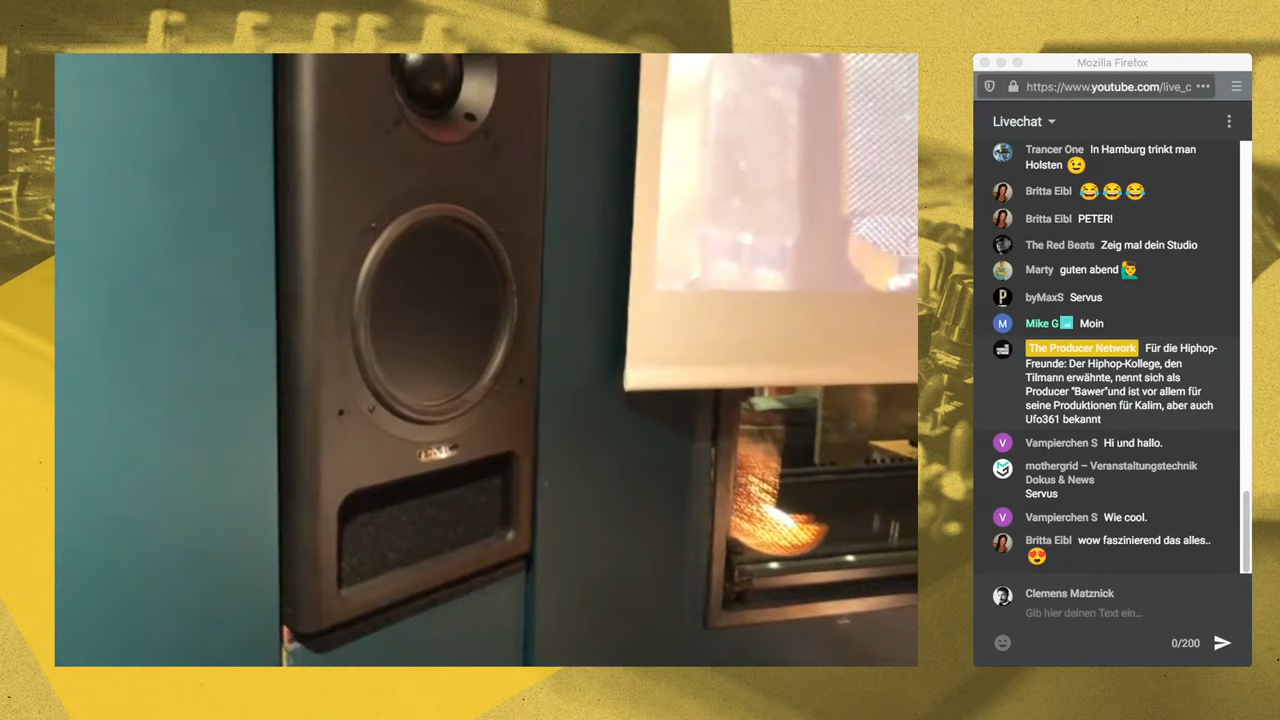 Mozilla Firefox
https://www.youtube.com/live_c
Livechat
Trancer One In Hamburg trinkt man
Holsten 😉
Britta Eibl 😂😂😂
Britta Eibl PETER!
The Red Beats Zeig mal dein Studio
Marty guten abend 🙋‍♂️
byMaxS Servus
M Mike G Moin
The Producer Network Für die Hiphop-
Freunde: Der Hiphop-Kollege, den
Tilmann erwähnte, nennt sich als
Producer "Bawer"und ist vor allem für
seine Produktionen für Kalim, aber auch
Ufo361 bekannt
V Vampierchen S Hi und hallo.
mothergrid – Veranstaltungstechnik
Dokus & News
Servus
V Vampierchen S Wie cool.
Britta Eibl wow faszinierend das alles..
😍
Clemens Matznick
Gib hier deinen Text ein...
0/200